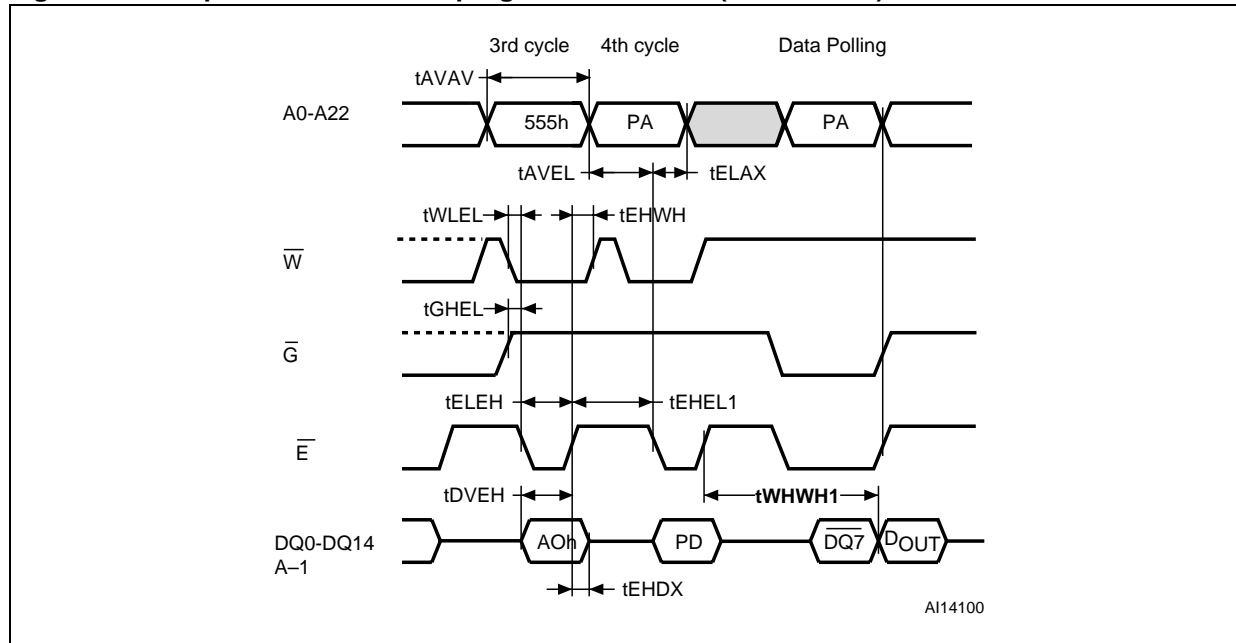 3rd cycle 4th cycle Data Polling
tAVAV
A0-A22 555h PA PA
tAVEL tELAX
tWLEL tEHWH
W̅
tGHEL
G̅
tELEH tEHEL1
E̅
tDVEH tWHWH1
DQ0-DQ14 AOh PD D̅Q̅7̅ DOUT
A–1
tEHDX
AI14100